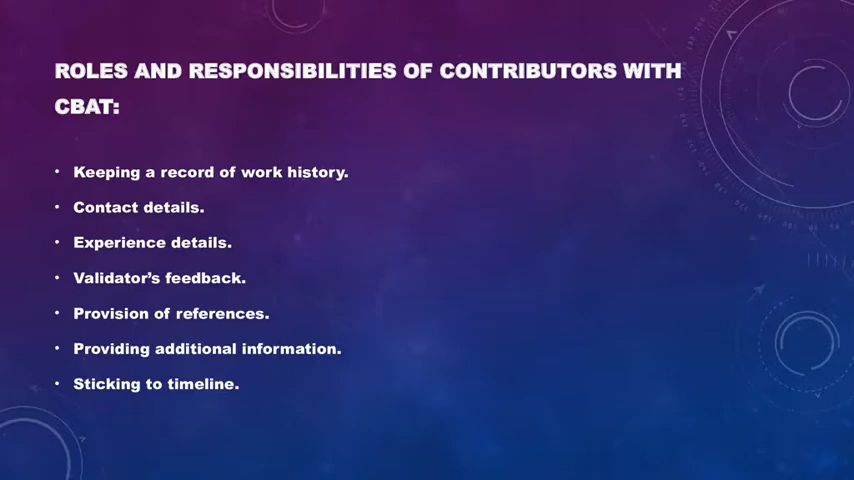 ROLES AND RESPONSIBILITIES OF CONTRIBUTORS WITH
CBAT:
• Keeping a record of work history.
• Contact details.
• Experience details.
• Validator's feedback.
• Provision of references.
• Providing additional information.
• Sticking to timeline.